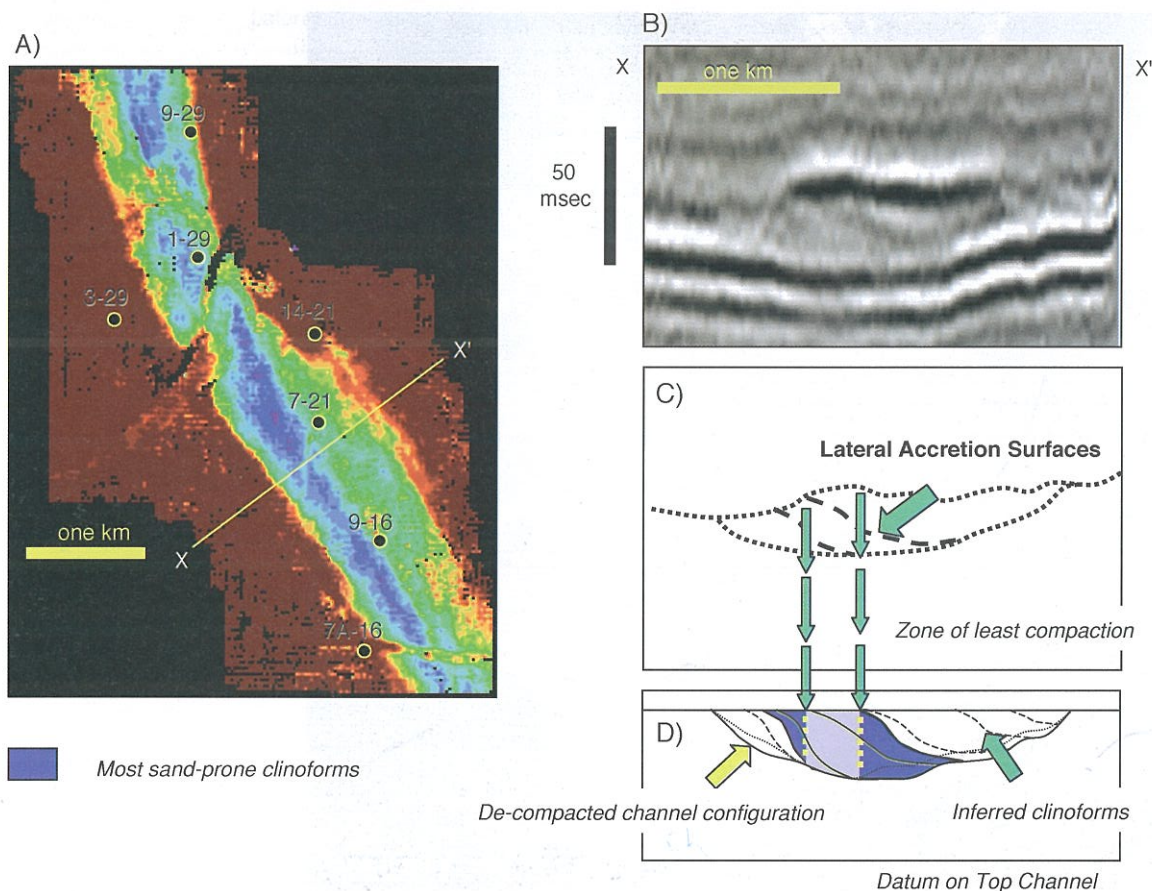 A)
9-29
1-29
3-29
14-21
X'
7-21
one km
9-16
X
7A-16
Most sand-prone clinoforms
B)
X
one km
X'
50
msec
C)
Lateral Accretion Surfaces
Zone of least compaction
D)
De-compacted channel configuration
Inferred clinoforms
Datum on Top Channel